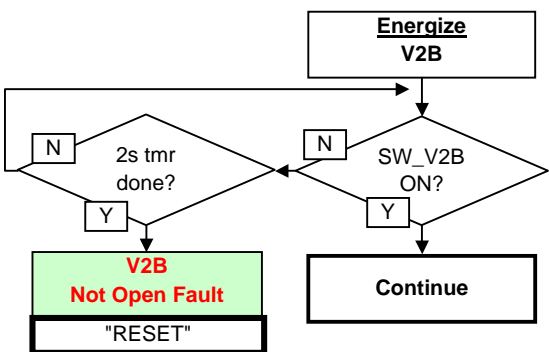 Energize
V2B
N
2s tmr
done?
Y
N
SW_V2B
ON?
Y
V2B
Not Open Fault
"RESET"
Continue